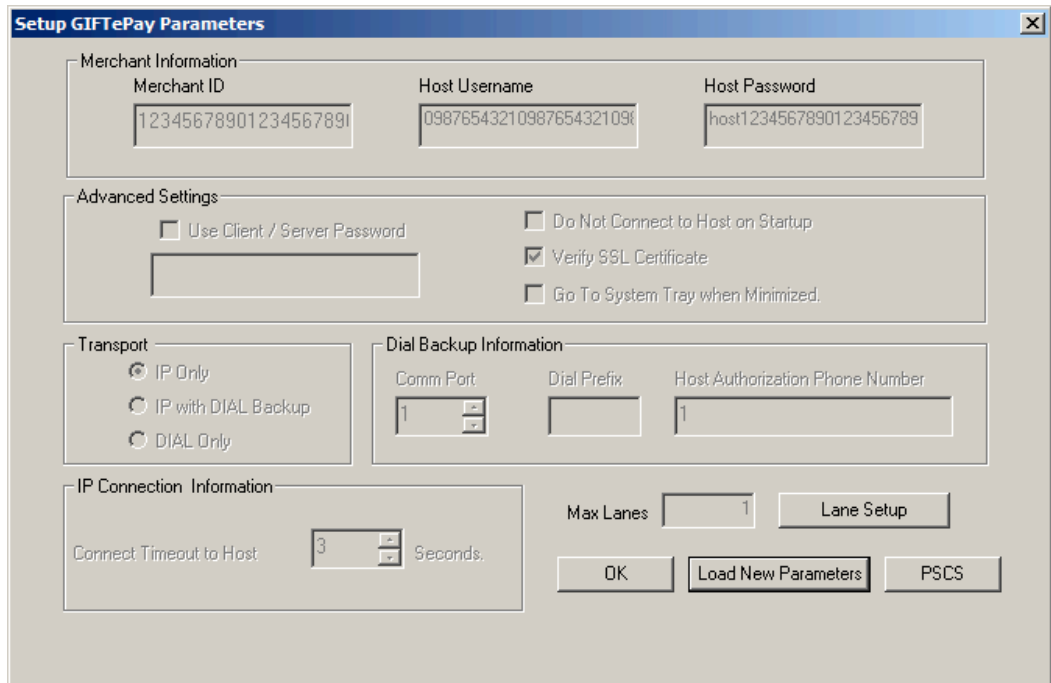 Setup GIFTePay Parameters
Merchant Information
Merchant ID Host Username Host Password
1234567890123456789 0987654321098765432109 host1234567890123456789
Advanced Settings
Use Client / Server Password
Do Not Connect to Host on Startup
Verify SSL Certificate
Go To System Tray when Minimized.
Transport
IP Only
IP with DIAL Backup
DIAL Only
Dial Backup Information
Comm Port Dial Prefix Host Authorization Phone Number
1 1
IP Connection Information
Connect Timeout to Host 3 Seconds.
Max Lanes 1 Lane Setup
OK Load New Parameters PSCS